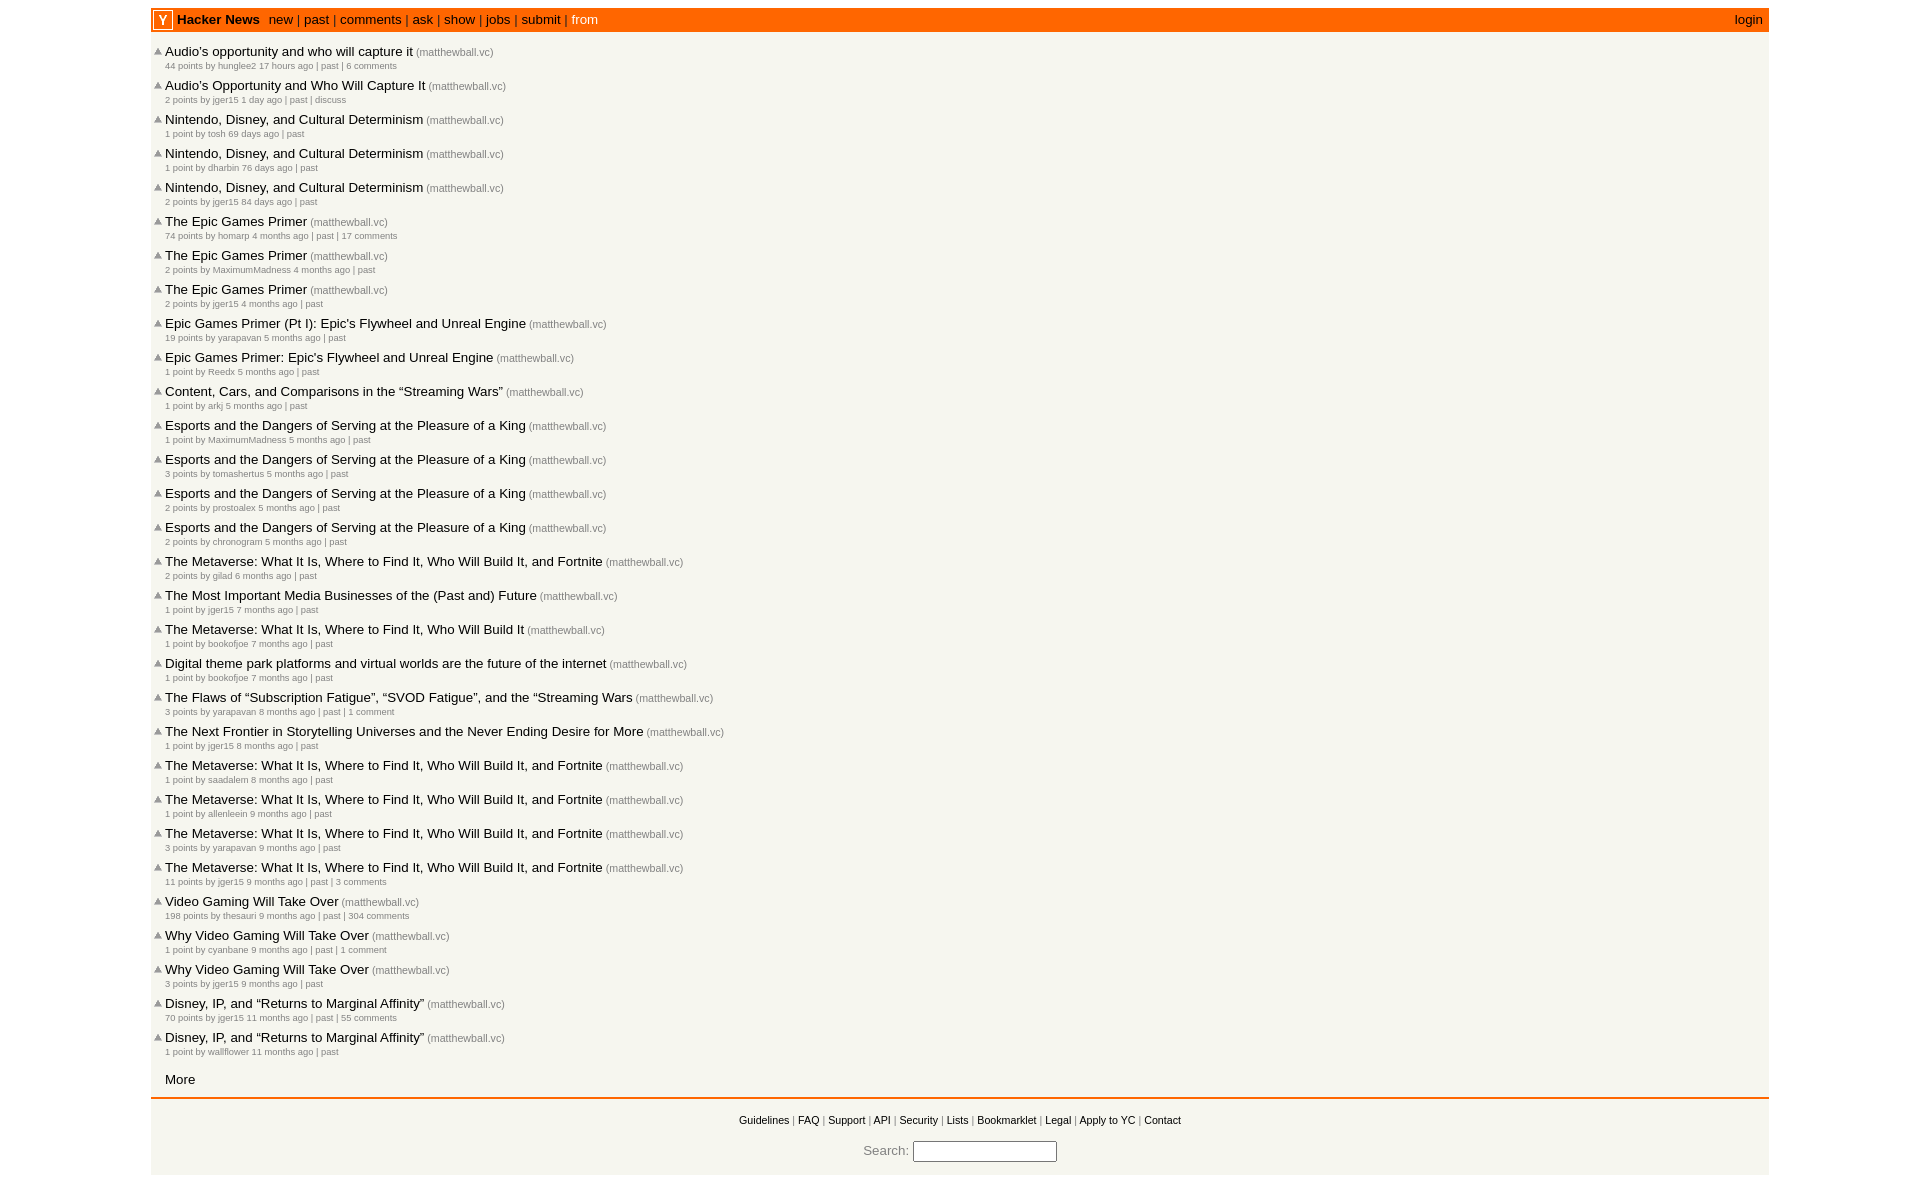 Y Hacker News new | past | comments | ask | show | jobs | submit | from login
Audio’s opportunity and who will capture it (matthewball.vc)
44 points by hunglee2 17 hours ago | past | 6 comments
Audio’s Opportunity and Who Will Capture It (matthewball.vc)
2 points by jger15 1 day ago | past | discuss
Nintendo, Disney, and Cultural Determinism (matthewball.vc)
1 point by tosh 69 days ago | past
Nintendo, Disney, and Cultural Determinism (matthewball.vc)
1 point by dharbin 76 days ago | past
Nintendo, Disney, and Cultural Determinism (matthewball.vc)
2 points by jger15 84 days ago | past
The Epic Games Primer (matthewball.vc)
74 points by homarp 4 months ago | past | 17 comments
The Epic Games Primer (matthewball.vc)
2 points by MaximumMadness 4 months ago | past
The Epic Games Primer (matthewball.vc)
2 points by jger15 4 months ago | past
Epic Games Primer (Pt I): Epic's Flywheel and Unreal Engine (matthewball.vc)
19 points by yarapavan 5 months ago | past
Epic Games Primer: Epic's Flywheel and Unreal Engine (matthewball.vc)
1 point by Reedx 5 months ago | past
Content, Cars, and Comparisons in the “Streaming Wars” (matthewball.vc)
1 point by arkj 5 months ago | past
Esports and the Dangers of Serving at the Pleasure of a King (matthewball.vc)
1 point by MaximumMadness 5 months ago | past
Esports and the Dangers of Serving at the Pleasure of a King (matthewball.vc)
3 points by tomashertus 5 months ago | past
Esports and the Dangers of Serving at the Pleasure of a King (matthewball.vc)
2 points by prostoalex 5 months ago | past
Esports and the Dangers of Serving at the Pleasure of a King (matthewball.vc)
2 points by chronogram 5 months ago | past
The Metaverse: What It Is, Where to Find It, Who Will Build It, and Fortnite (matthewball.vc)
2 points by gilad 6 months ago | past
The Most Important Media Businesses of the (Past and) Future (matthewball.vc)
1 point by jger15 7 months ago | past
The Metaverse: What It Is, Where to Find It, Who Will Build It (matthewball.vc)
1 point by bookofjoe 7 months ago | past
Digital theme park platforms and virtual worlds are the future of the internet (matthewball.vc)
1 point by bookofjoe 7 months ago | past
The Flaws of “Subscription Fatigue”, “SVOD Fatigue”, and the “Streaming Wars (matthewball.vc)
3 points by yarapavan 8 months ago | past | 1 comment
The Next Frontier in Storytelling Universes and the Never Ending Desire for More (matthewball.vc)
1 point by jger15 8 months ago | past
The Metaverse: What It Is, Where to Find It, Who Will Build It, and Fortnite (matthewball.vc)
1 point by saadalem 8 months ago | past
The Metaverse: What It Is, Where to Find It, Who Will Build It, and Fortnite (matthewball.vc)
1 point by allenleein 9 months ago | past
The Metaverse: What It Is, Where to Find It, Who Will Build It, and Fortnite (matthewball.vc)
3 points by yarapavan 9 months ago | past
The Metaverse: What It Is, Where to Find It, Who Will Build It, and Fortnite (matthewball.vc)
11 points by jger15 9 months ago | past | 3 comments
Video Gaming Will Take Over (matthewball.vc)
198 points by thesauri 9 months ago | past | 304 comments
Why Video Gaming Will Take Over (matthewball.vc)
1 point by cyanbane 9 months ago | past | 1 comment
Why Video Gaming Will Take Over (matthewball.vc)
3 points by jger15 9 months ago | past
Disney, IP, and “Returns to Marginal Affinity” (matthewball.vc)
70 points by jger15 11 months ago | past | 55 comments
Disney, IP, and “Returns to Marginal Affinity” (matthewball.vc)
1 point by wallflower 11 months ago | past
More
Guidelines | FAQ | Support | API | Security | Lists | Bookmarklet | Legal | Apply to YC | Contact
Search: